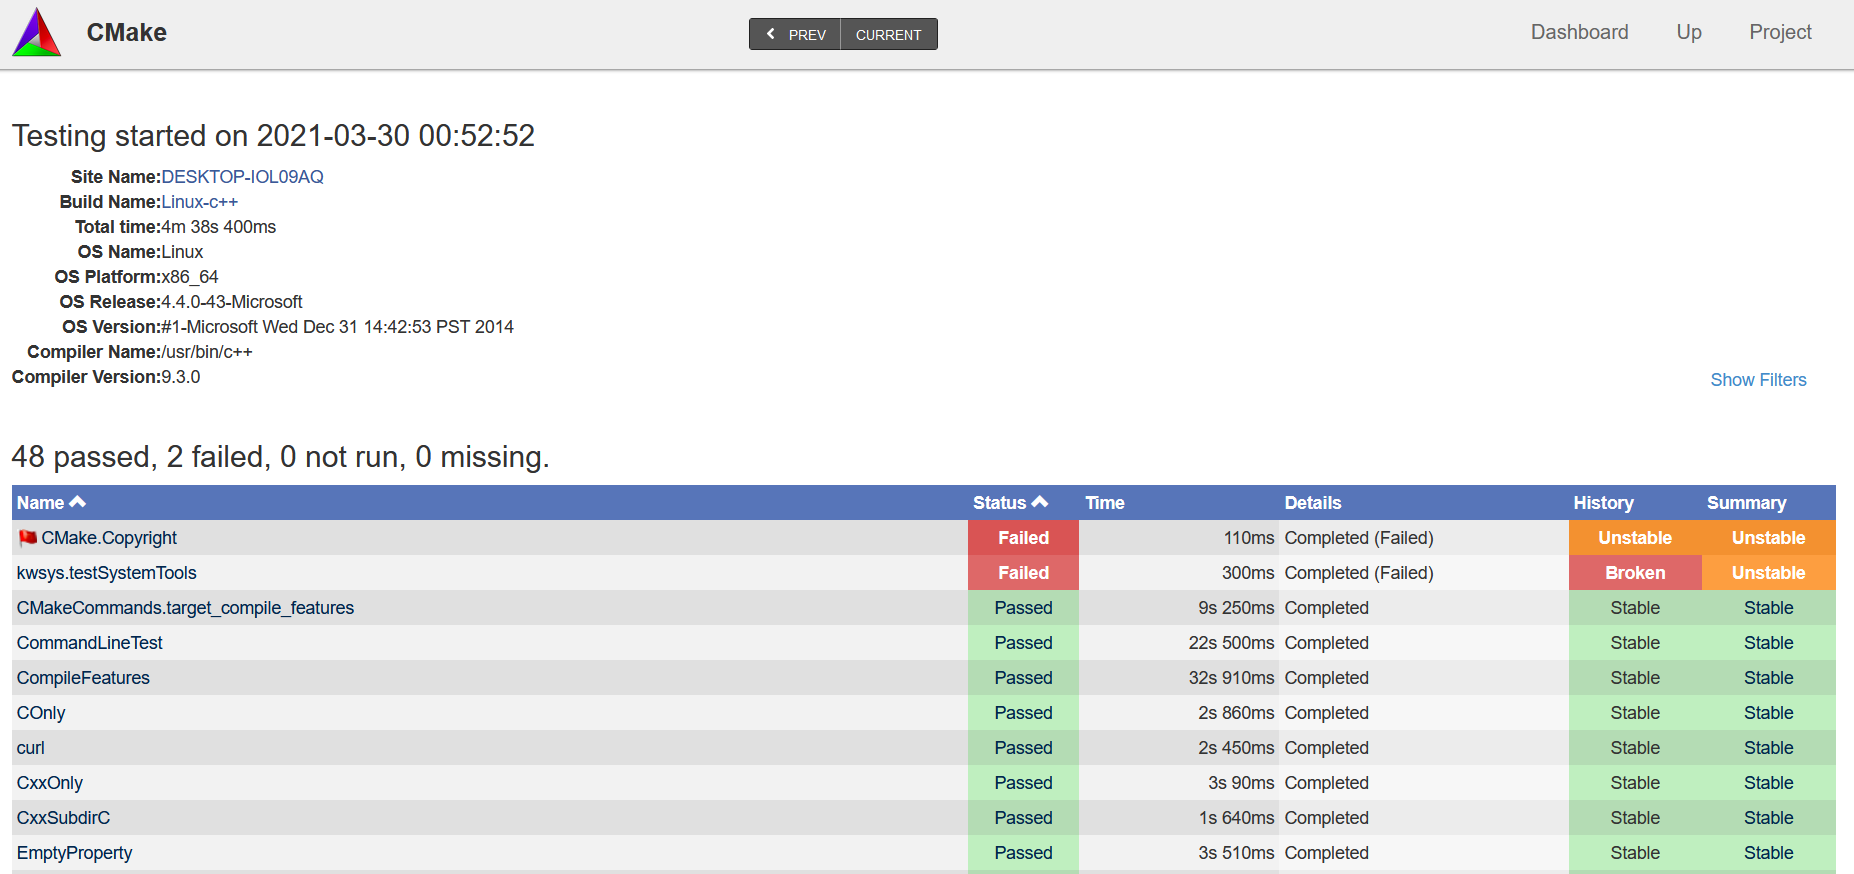 CMake
PREV CURRENT
Dashboard Up Project
Testing started on 2021-03-30 00:52:52
Site Name:DESKTOP-IOL09AQ
Build Name:Linux-c++
Total time:4m 38s 400ms
OS Name:Linux
OS Platform:x86_64
OS Release:4.4.0-43-Microsoft
OS Version:#1-Microsoft Wed Dec 31 14:42:53 PST 2014
Compiler Name:/usr/bin/c++
Compiler Version:9.3.0
Show Filters
48 passed, 2 failed, 0 not run, 0 missing.
Name Status Time Details History Summary
CMake.Copyright Failed 110ms Completed (Failed) Unstable Unstable
kwsys.testSystemTools Failed 300ms Completed (Failed) Broken Unstable
CMakeCommands.target_compile_features Passed 9s 250ms Completed Stable Stable
CommandLineTest Passed 22s 500ms Completed Stable Stable
CompileFeatures Passed 32s 910ms Completed Stable Stable
COnly Passed 2s 860ms Completed Stable Stable
curl Passed 2s 450ms Completed Stable Stable
CxxOnly Passed 3s 90ms Completed Stable Stable
CxxSubdirC Passed 1s 640ms Completed Stable Stable
EmptyProperty Passed 3s 510ms Completed Stable Stable